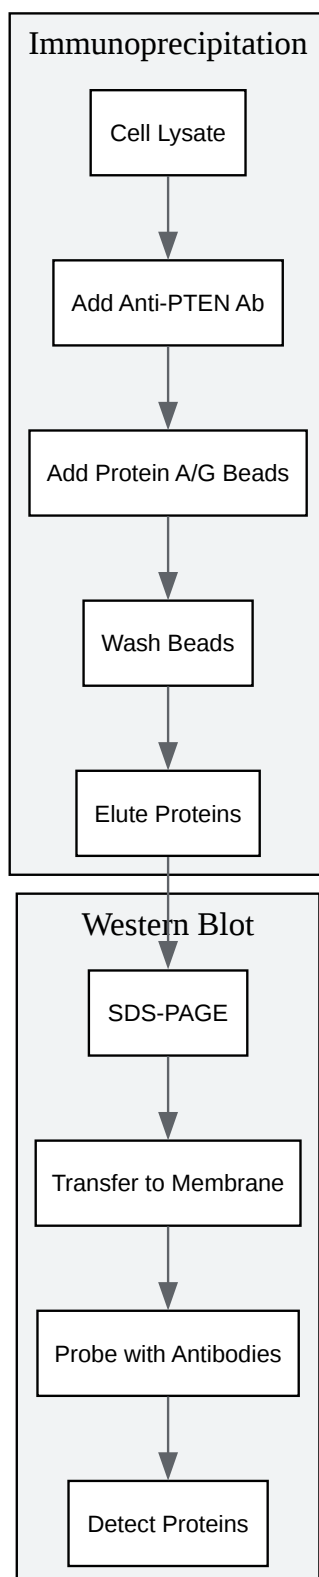 Immunoprecipitation
Cell Lysate
Add Anti-PTEN Ab
Add Protein A/G Beads
Wash Beads
Elute Proteins
Western Blot
SDS-PAGE
Transfer to Membrane
Probe with Antibodies
Detect Proteins